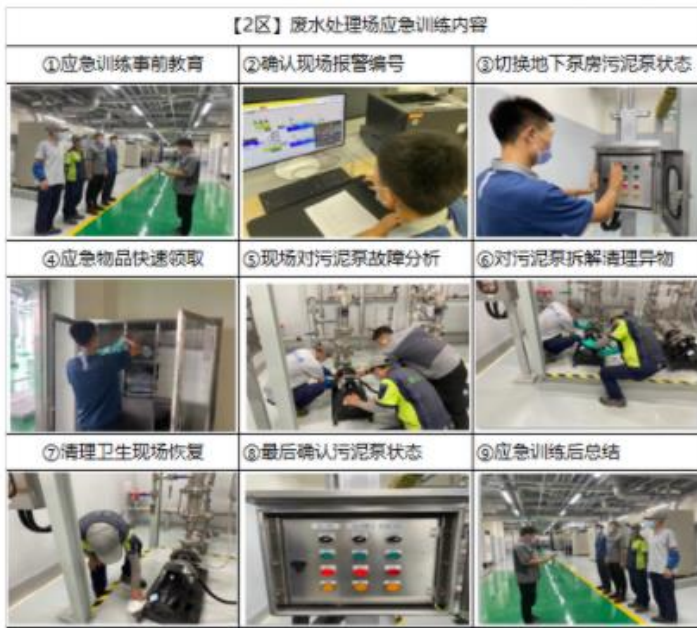 【2区】废水处理场应急训练内容
①应急训练事前教育
②确认现场报警编号
③切换地下泵房污泥泵状态
④应急物品快速领取
⑤现场对污泥泵故障分析
⑥对污泥泵拆解清理异物
⑦清理卫生现场恢复
⑧最后确认污泥泵状态
⑨应急训练后总结